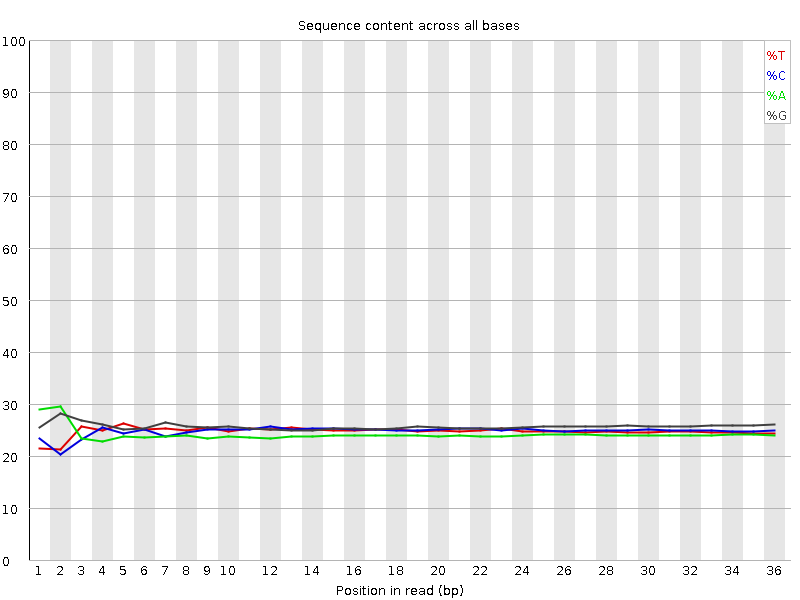 Sequence content across all bases
100
90
80
70
60
50
40
30
20
10
0
%T
%C
%A
%G
1 2 3 4 5 6 7 8 9 10 12 14 16 18 20 22 24 26 28 30 32 34 36
Position in read (bp)